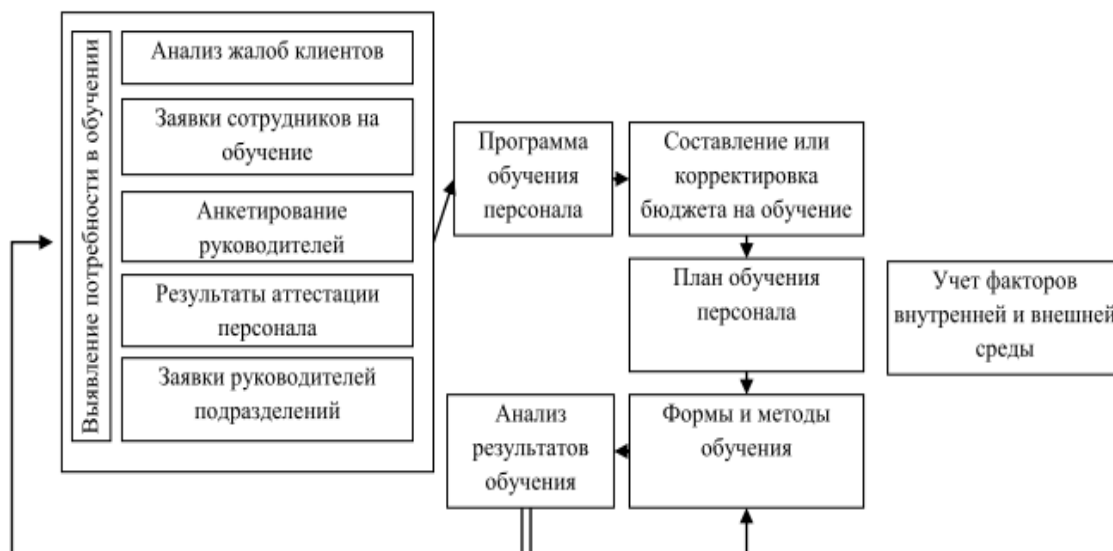 Выявление потребности в обучении
Анализ жалоб клиентов
Заявки сотрудников на
обучение
Анкетирование
руководителей
Результаты аттестации
персонала
Заявки руководителей
подразделений
Программа
обучения
персонала
Составление или
корректировка
бюджета на обучение
План обучения
персонала
Учет факторов
внутренней и внешней
среды
Анализ
результатов
обучения
Формы и методы
обучения